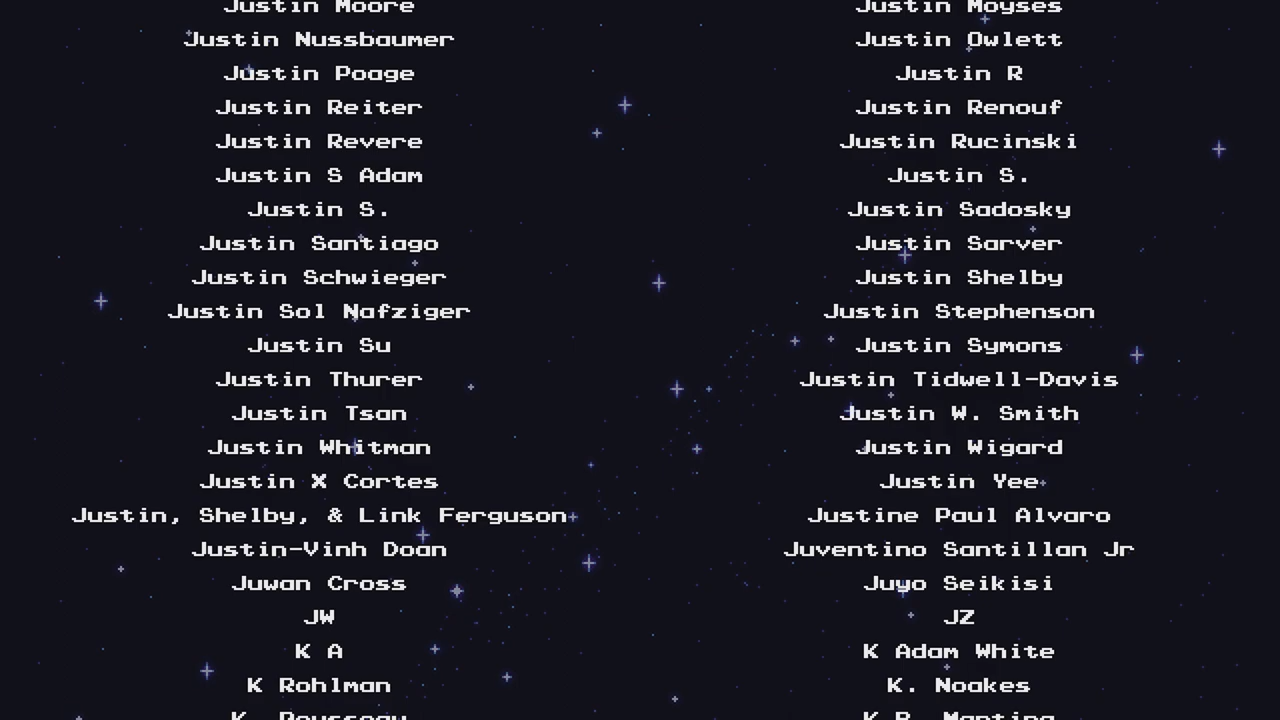 Justin Moore
Justin Moyses
Justin Nussbaumer
Justin Owlett
Justin Poage
Justin R
Justin Reiter
Justin Renouf
Justin Revere
Justin Rucinski
Justin S Adam
Justin S.
Justin S.
Justin Sadosky
Justin Santiago
Justin Sarver
Justin Schwieger
Justin Shelby
Justin Sol Nafziger
Justin Stephenson
Justin Su
Justin Symons
Justin Thurer
Justin Tidwell-Davis
Justin Tsan
Justin W. Smith
Justin Whitman
Justin Wigard
Justin X Cortes
Justin Yee
Justin, Shelby, & Link Ferguson
Justine Paul Alvaro
Justin-Vinh Doan
Juventino Santillan Jr
Juwan Cross
Juyo Seikisi
JW
JZ
K A
K Adam White
K Rohlman
K. Noakes